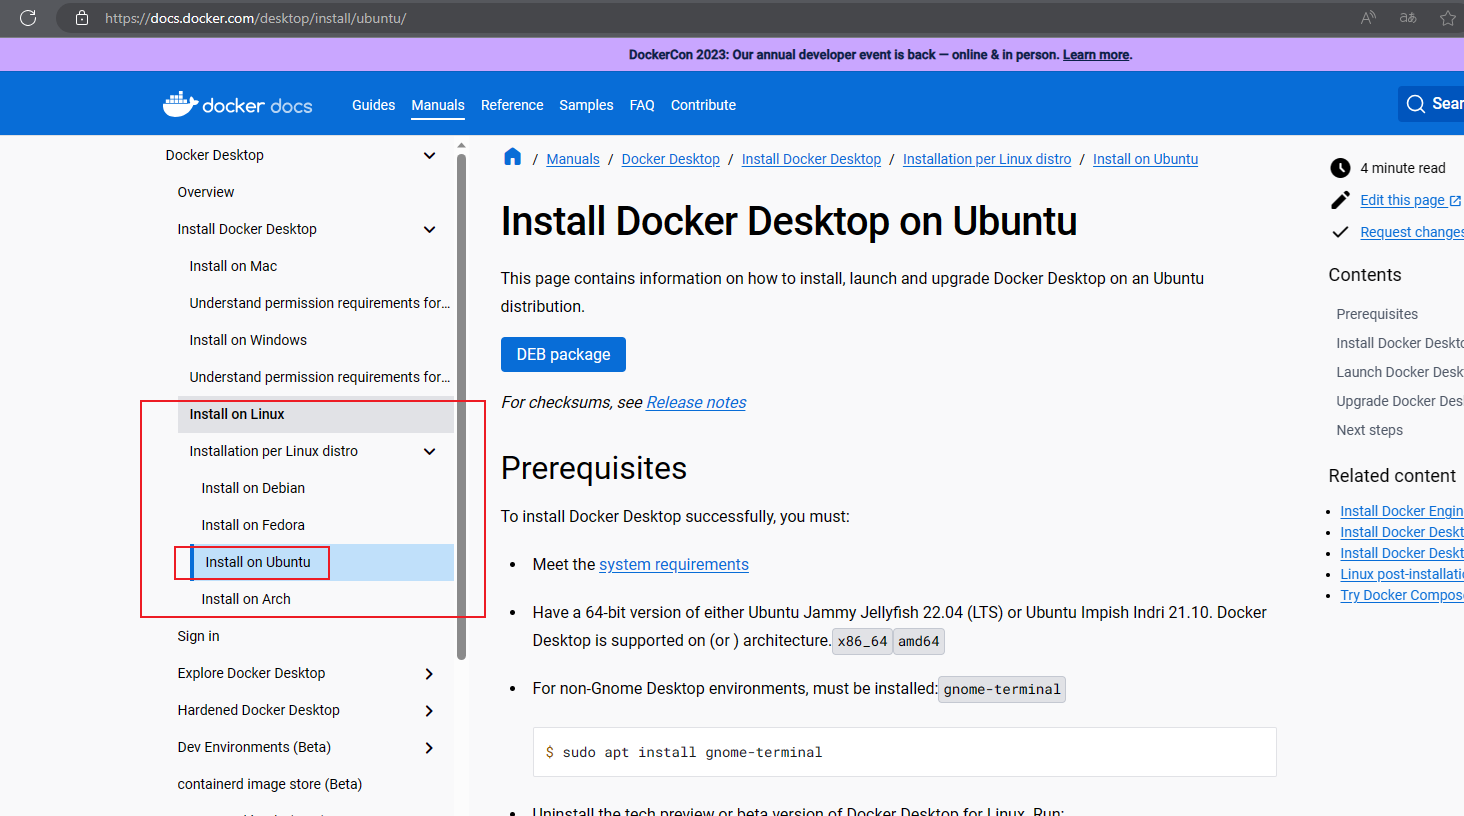 https://docs.docker.com/desktop/install/ubuntu/
DockerCon 2023: Our annual developer event is back — online & in person. Learn more.
docker docs
Guides Manuals Reference Samples FAQ Contribute
Sear
Docker Desktop
Overview
Install Docker Desktop
Install on Mac
Understand permission requirements for...
Install on Windows
Understand permission requirements for...
Install on Linux
Installation per Linux distro
Install on Debian
Install on Fedora
Install on Ubuntu
Install on Arch
Sign in
Explore Docker Desktop
Hardened Docker Desktop
Dev Environments (Beta)
containerd image store (Beta)
/ Manuals / Docker Desktop / Install Docker Desktop / Installation per Linux distro / Install on Ubuntu
Install Docker Desktop on Ubuntu
This page contains information on how to install, launch and upgrade Docker Desktop on an Ubuntu
distribution.
DEB package
For checksums, see Release notes
Prerequisites
To install Docker Desktop successfully, you must:
• Meet the system requirements
• Have a 64-bit version of either Ubuntu Jammy Jellyfish 22.04 (LTS) or Ubuntu Impish Indri 21.10. Docker
Desktop is supported on (or ) architecture. x86_64 amd64
• For non-Gnome Desktop environments, must be installed: gnome-terminal
$ sudo apt install gnome-terminal
• Uninstall the tech preview or beta version of Docker Desktop for Linux. Run:
4 minute read
Edit this page
Request changes
Contents
Prerequisites
Install Docker Deskto
Launch Docker Desk
Upgrade Docker Des
Next steps
Related content
• Install Docker Engin
• Install Docker Deskt
• Install Docker Deskt
• Linux post-installati
• Try Docker Compos